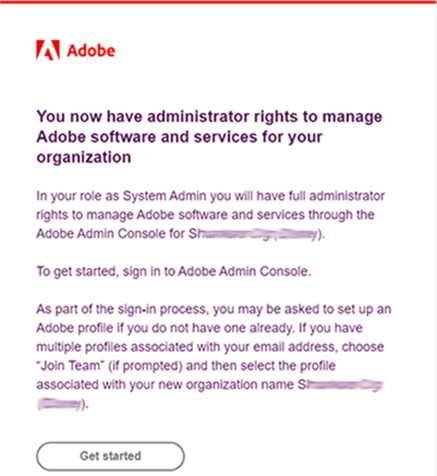 Adobe
You now have administrator rights to manage
Adobe software and services for your
organization
In your role as System Admin you will have full administrator
rights to manage Adobe software and services through the
Adobe Admin Console for
To get started, sign in to Adobe Admin Console.
As part of the sign-in process, you may be asked to set up an
Adobe profile if you do not have one already. If you have
multiple profiles associated with your email address, choose
“Join Team” (if prompted) and then select the profile
associated with your new organization name
Get started